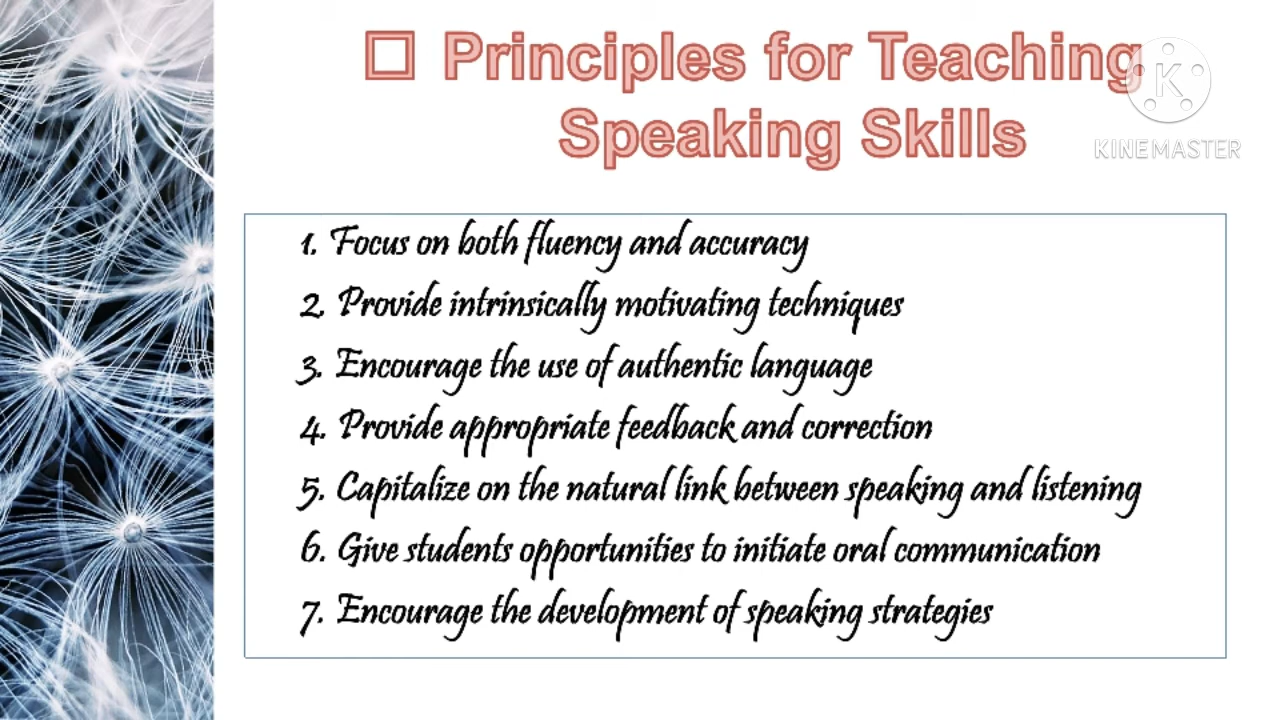 □ Principles for Teaching
Speaking Skills
K
KINEMASTER
1. Focus on both fluency and accuracy
2. Provide intrinsically motivating techniques
3. Encourage the use of authentic language
4. Provide appropriate feedback and correction
5. Capitalize on the natural link between speaking and listening
6. Give students opportunities to initiate oral communication
7. Encourage the development of speaking strategies